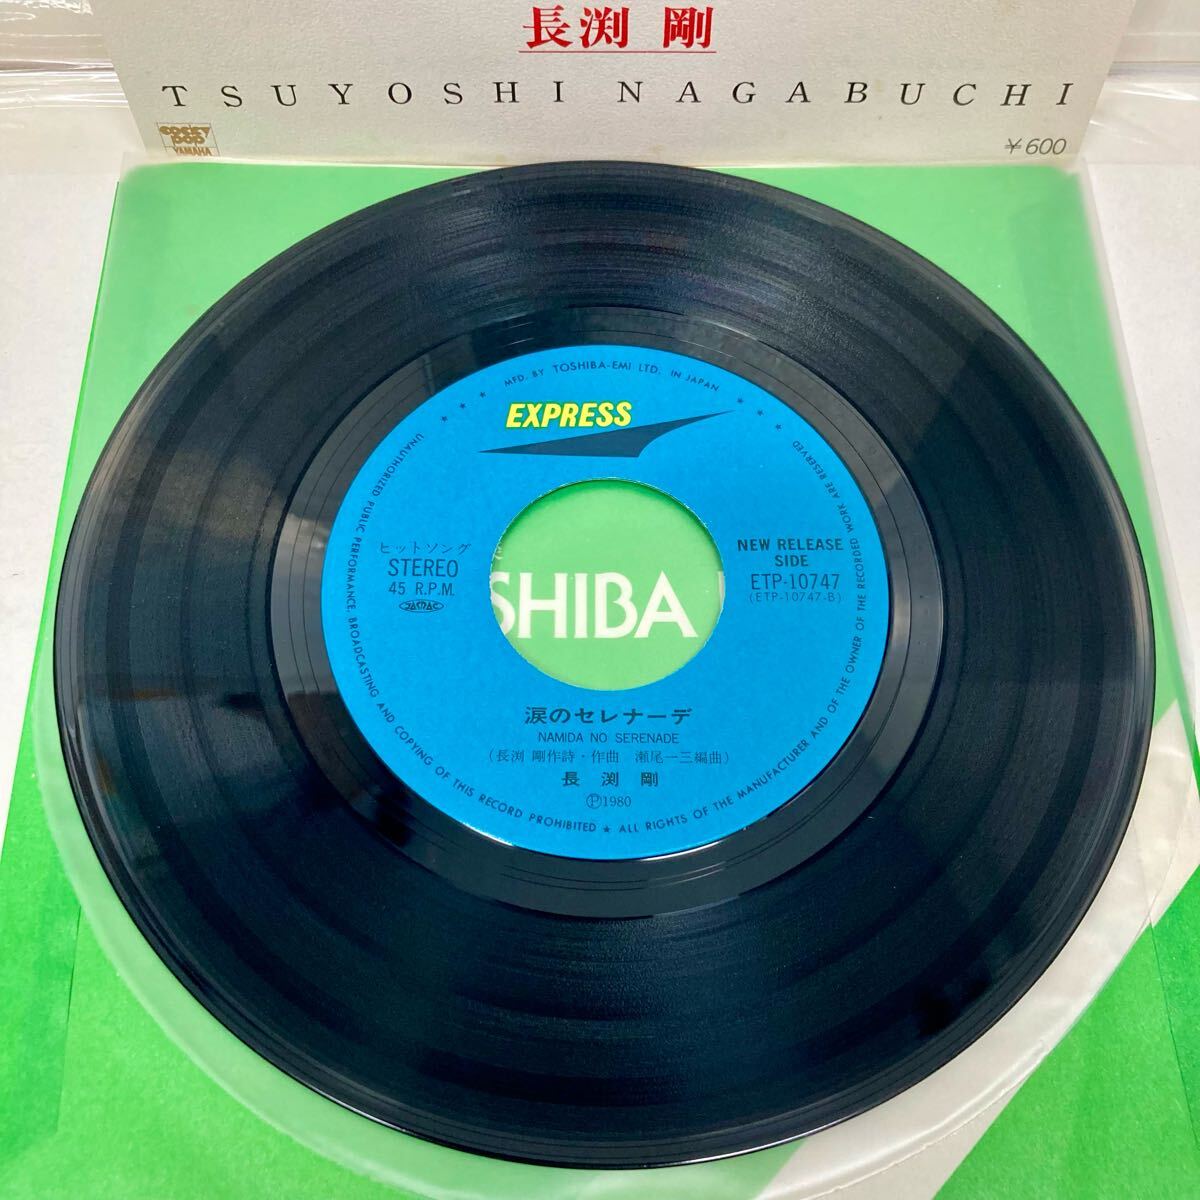 長渕 剛
TSUYOSHI NAGABUCHI
YAMAHA
¥600
MFD. BY TOSHIBA-EMI LTD. IN JAPAN
EXPRESS
ヒットソング
STEREO
45 R.P.M.
JASRAC
NEW RELEASE
SIDE
ETP-10747
(ETP-10747-B)
SHIBA
涙のセレナーデ
NAMIDA NO SERENADE
(長渕 剛作詩・作曲 瀬尾一三編曲)
長渕 剛
Ⓟ1980
UNAUTHORIZED PUBLIC PERFORMANCE, BROADCASTING AND COPYING OF THIS RECORD PROHIBITED ★ ALL RIGHTS OF THE MANUFACTURER AND OF THE OWNER OF THE RECORDED WORK ARE RESERVED